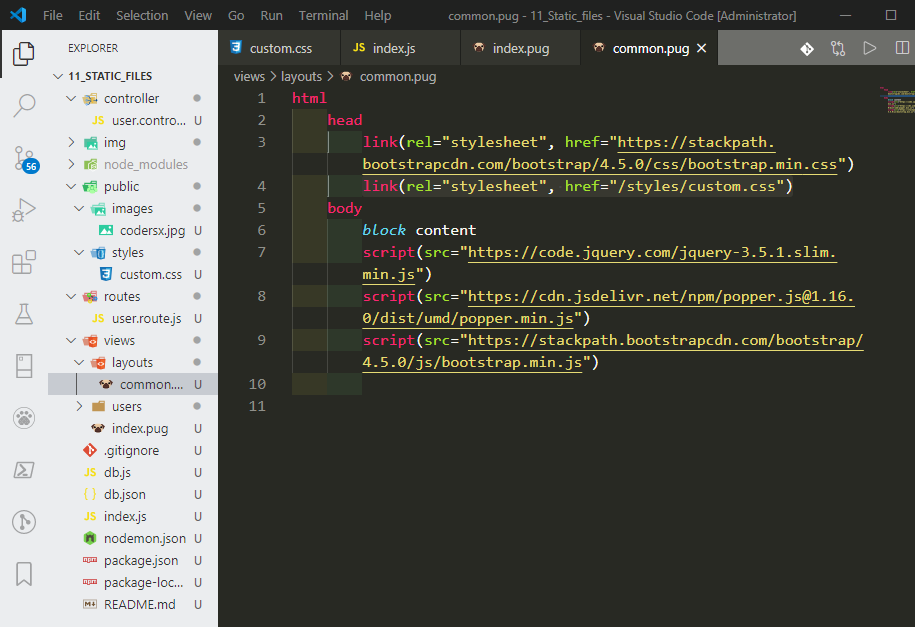 File Edit Selection View Go Run Terminal Help common.pug - 11_Static_files - Visual Studio Code [Administrator]
EXPLORER
custom.css JS index.js index.pug common.pug
views > layouts > common.pug
11_STATIC_FILES
controller
JS user.contro... U
img
node_modules
public
images
codersx.jpg U
styles
custom.css U
routes
JS user.route.js U
views
layouts
common.... U
users
index.pug U
.gitignore U
JS db.js U
{ } db.json U
JS index.js U
nodemon.json U
package.json U
package-loc... U
README.md U
56
1 html
2 head
3 link(rel="stylesheet", href="https://stackpath.
bootstrapcdn.com/bootstrap/4.5.0/css/bootstrap.min.css")
4 link(rel="stylesheet", href="/styles/custom.css")
5 body
6 block content
7 script(src="https://code.jquery.com/jquery-3.5.1.slim.
min.js")
8 script(src="https://cdn.jsdelivr.net/npm/popper.js@1.16.
0/dist/umd/popper.min.js")
9 script(src="https://stackpath.bootstrapcdn.com/bootstrap/
4.5.0/js/bootstrap.min.js")
10
11